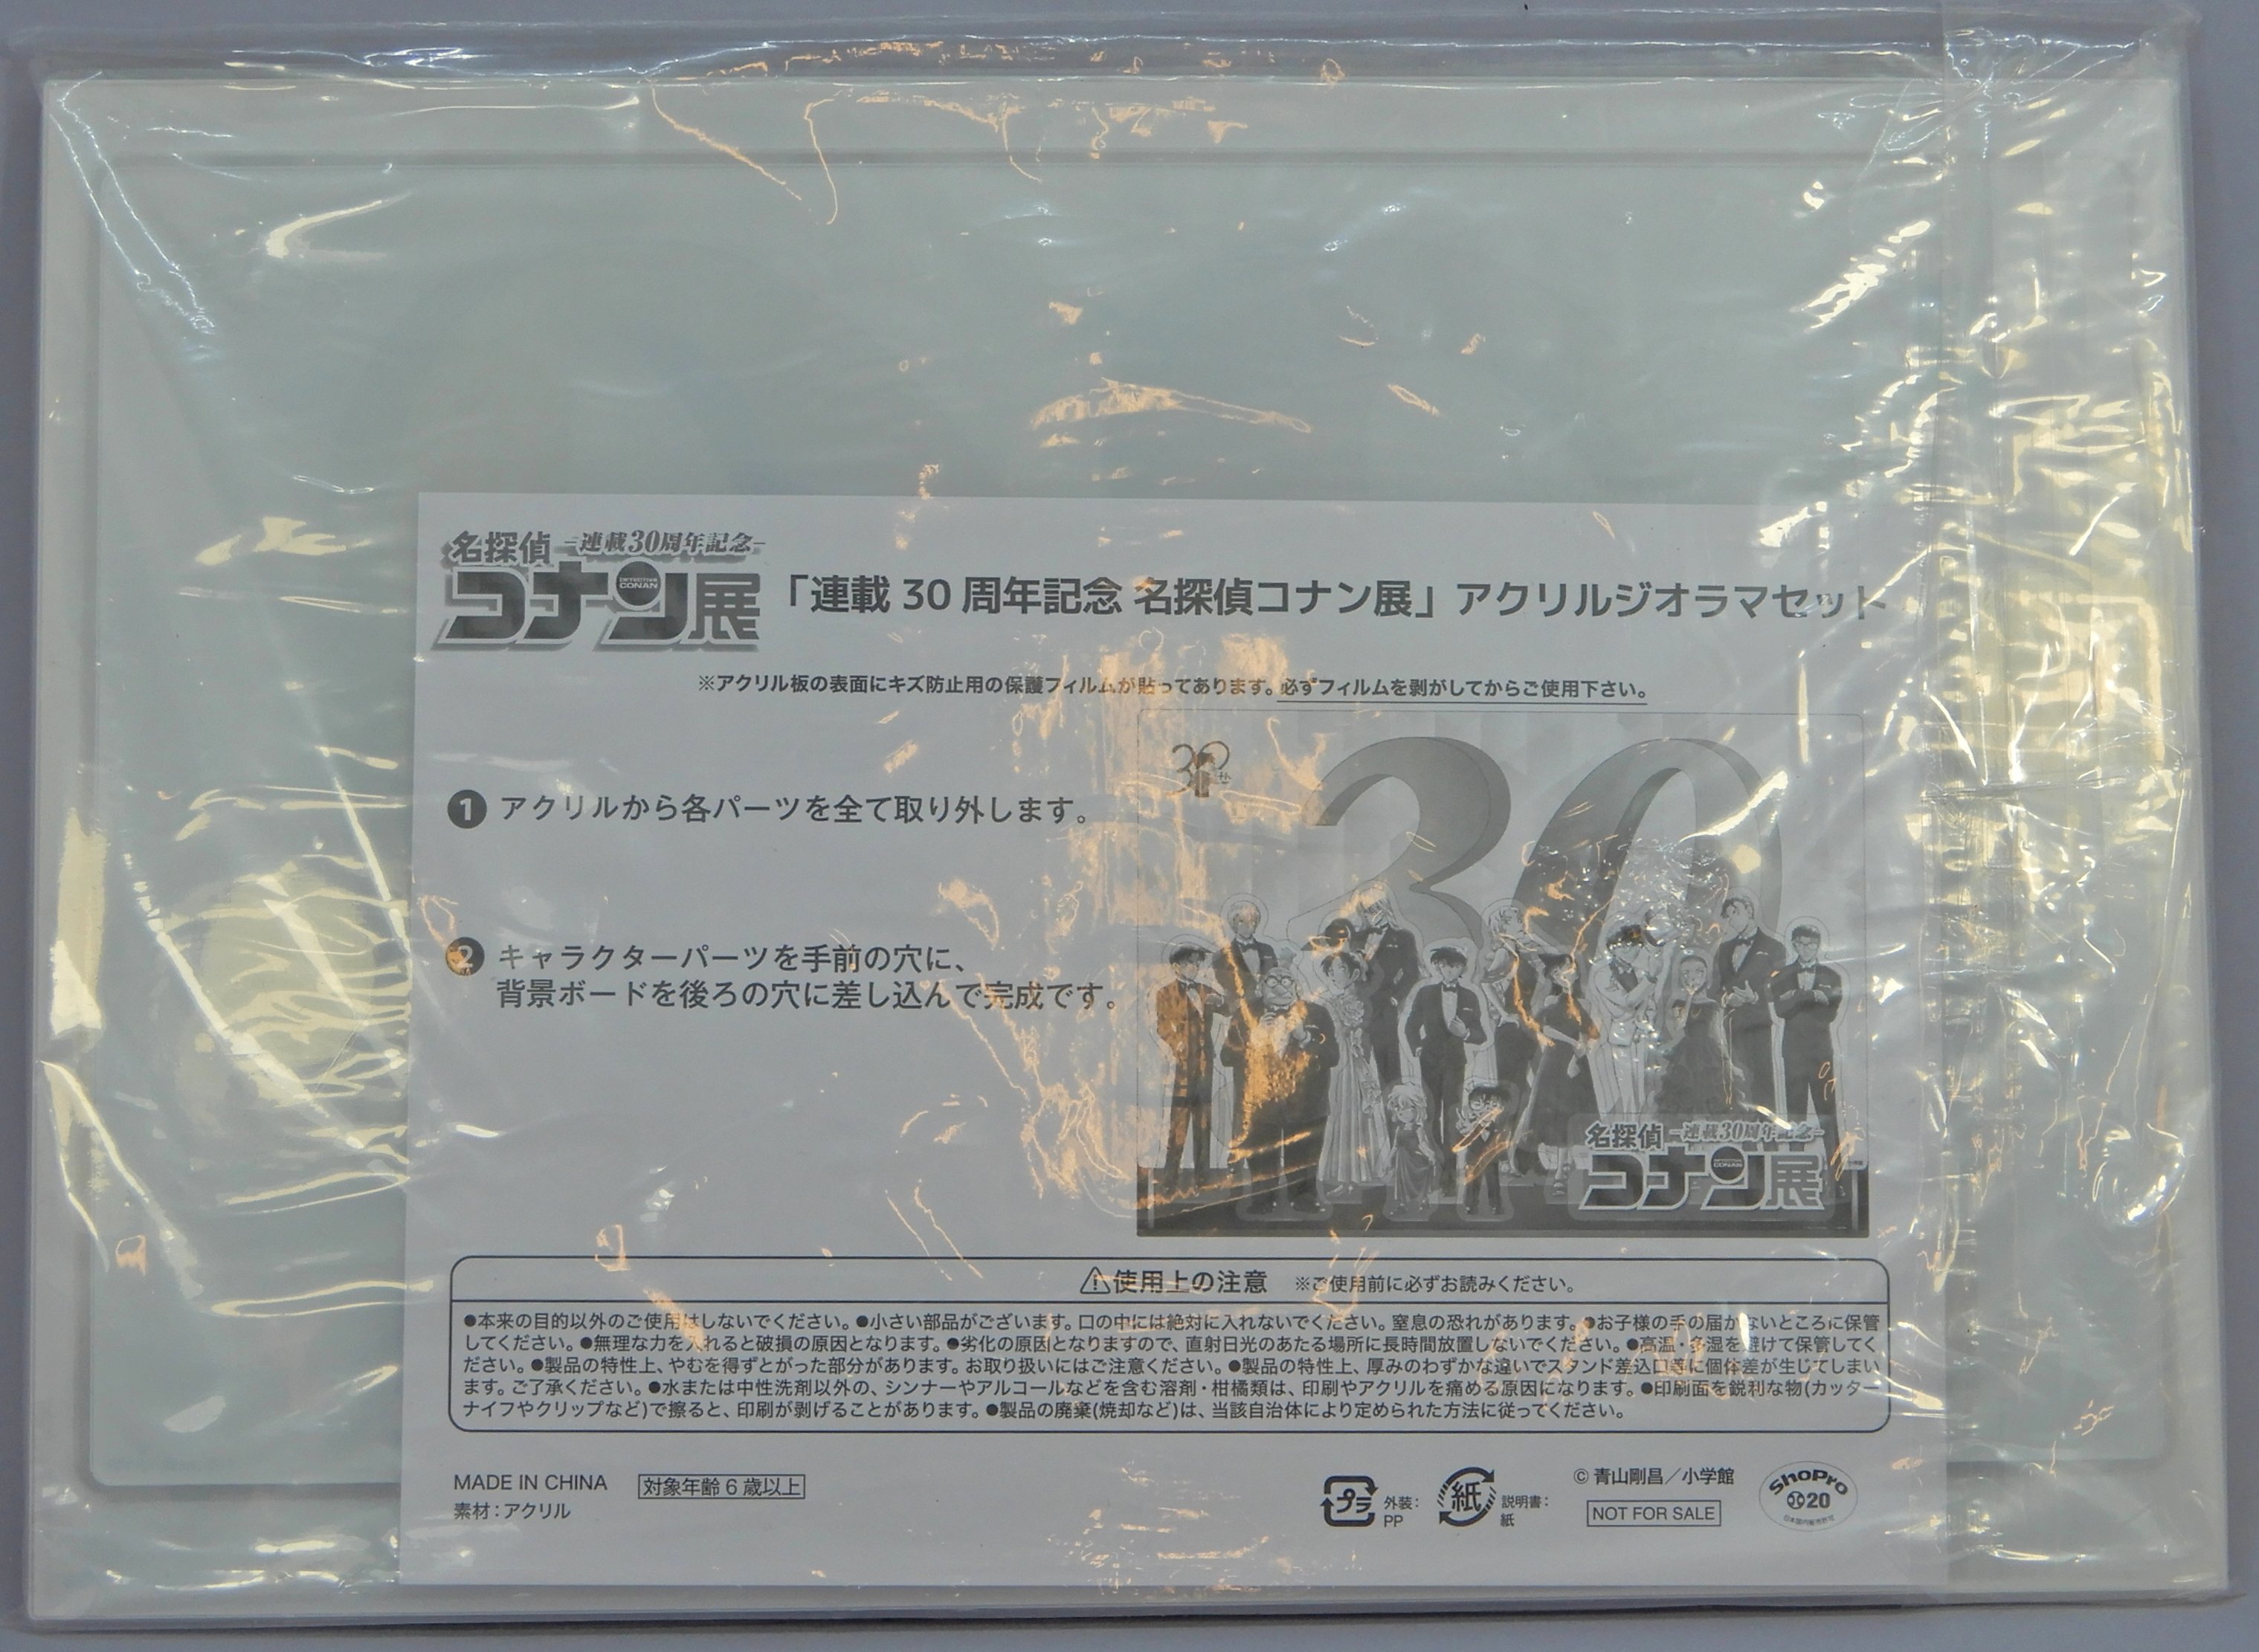 名探偵 -連載30周年記念-
コナン展
DETECTIVE CONAN
「連載 30 周年記念 名探偵コナン展」アクリルジオラマセット
※アクリル板の表面にキズ防止用の保護フィルムが貼ってあります。必ずフィルムを剥がしてからご使用下さい。
30
❶ アクリルから各パーツを全て取り外します。
❷ キャラクターパーツを手前の穴に、
背景ボードを後ろの穴に差し込んで完成です。
名探偵 -連載30周年記念-
コナン展
⚠使用上の注意 ※ご使用前に必ずお読みください。
●本来の目的以外のご使用はしないでください。●小さい部品がございます。口の中には絶対に入れないでください。窒息の恐れがあります。●お子様の手の届かないところに保管
してください。●無理な力を入れると破損の原因となります。●劣化の原因となりますので、直射日光のあたる場所に長時間放置しないでください。●高温・多湿を避けて保管してく
ださい。●製品の特性上、やむを得ずとがった部分があります。お取り扱いにはご注意ください。●製品の特性上、厚みのわずかな違いでスタンド差込口等に個体差が生じてしまい
ます。ご了承ください。●水または中性洗剤以外の、シンナーやアルコールなどを含む溶剤・柑橘類は、印刷やアクリルを痛める原因になります。●印刷面を鋭利な物(カッター
ナイフやクリップなど)で擦ると、印刷が剥げることがあります。●製品の廃棄(焼却など)は、当該自治体により定められた方法に従ってください。
MADE IN CHINA 対象年齢 6 歳以上
素材：アクリル
プラ 外装：
PP
紙 説明書：
紙
© 青山剛昌／小学館
NOT FOR SALE
ShoPro
20
日本国内販売許可